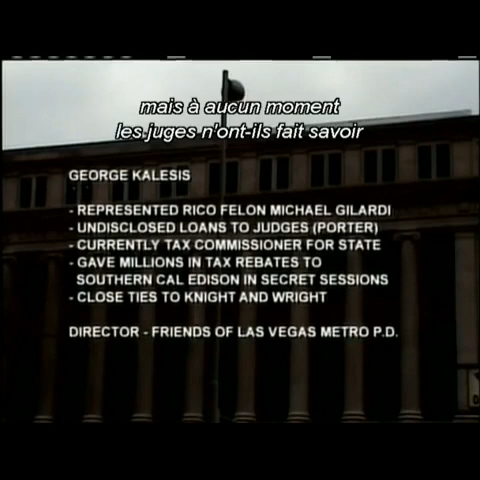 mais à aucun moment
les juges n'ont-ils fait savoir
GEORGE KALESIS
- REPRESENTED RICO FELON MICHAEL GILARDI
- UNDISCLOSED LOANS TO JUDGES (PORTER)
- CURRENTLY TAX COMMISSIONER FOR STATE
- GAVE MILLIONS IN TAX REBATES TO
SOUTHERN CAL EDISON IN SECRET SESSIONS
- CLOSE TIES TO KNIGHT AND WRIGHT
DIRECTOR - FRIENDS OF LAS VEGAS METRO P.D.